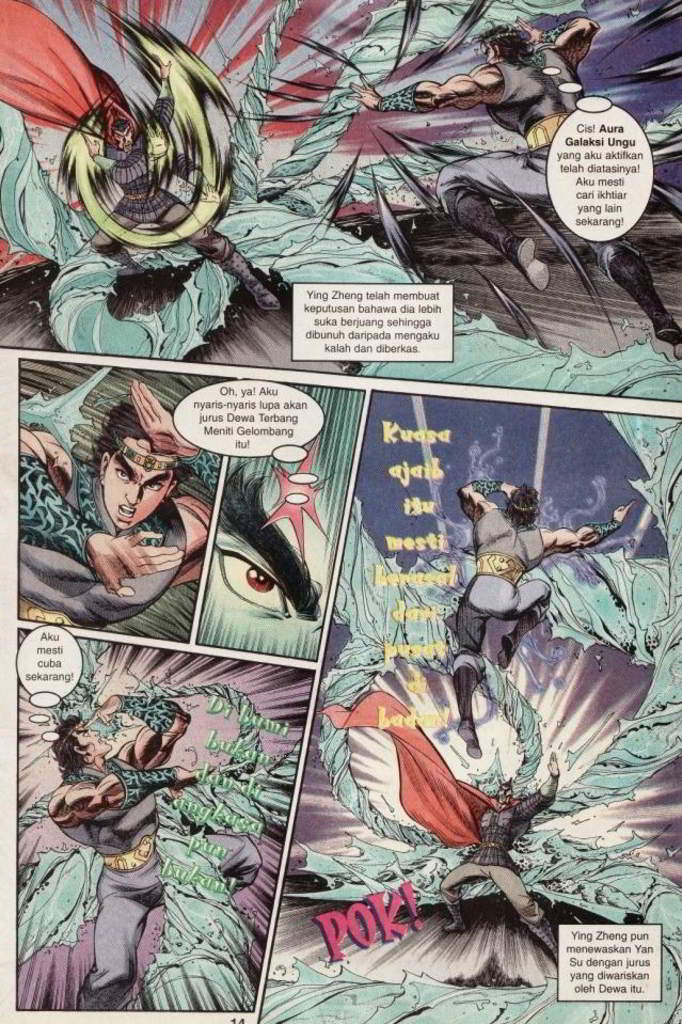 Cis! Aura
Galaksi Ungu
yang aku aktifkan
telah diatasinya!
Aku mesti
cari ikhtiar
yang lain
sekarang!
Ying Zheng telah membuat
keputusan bahawa dia lebih
suka berjuang sehingga
dibunuh daripada mengaku
kalah dan diberkas.
Oh, ya! Aku
nyaris-nyaris lupa akan
jurus Dewa Terbang
Meniti Gelombang
itu!
Aku
mesti
cuba
sekarang!
Di bumi
bukan
dan di
angkasa
pun
bukan!
Kuasa
ajaib
itu
mesti
berasal
dari
pusat
di
badan!
POK!
Ying Zheng pun
menewaskan Yan
Su dengan jurus
yang diwariskan
oleh Dewa itu.
14